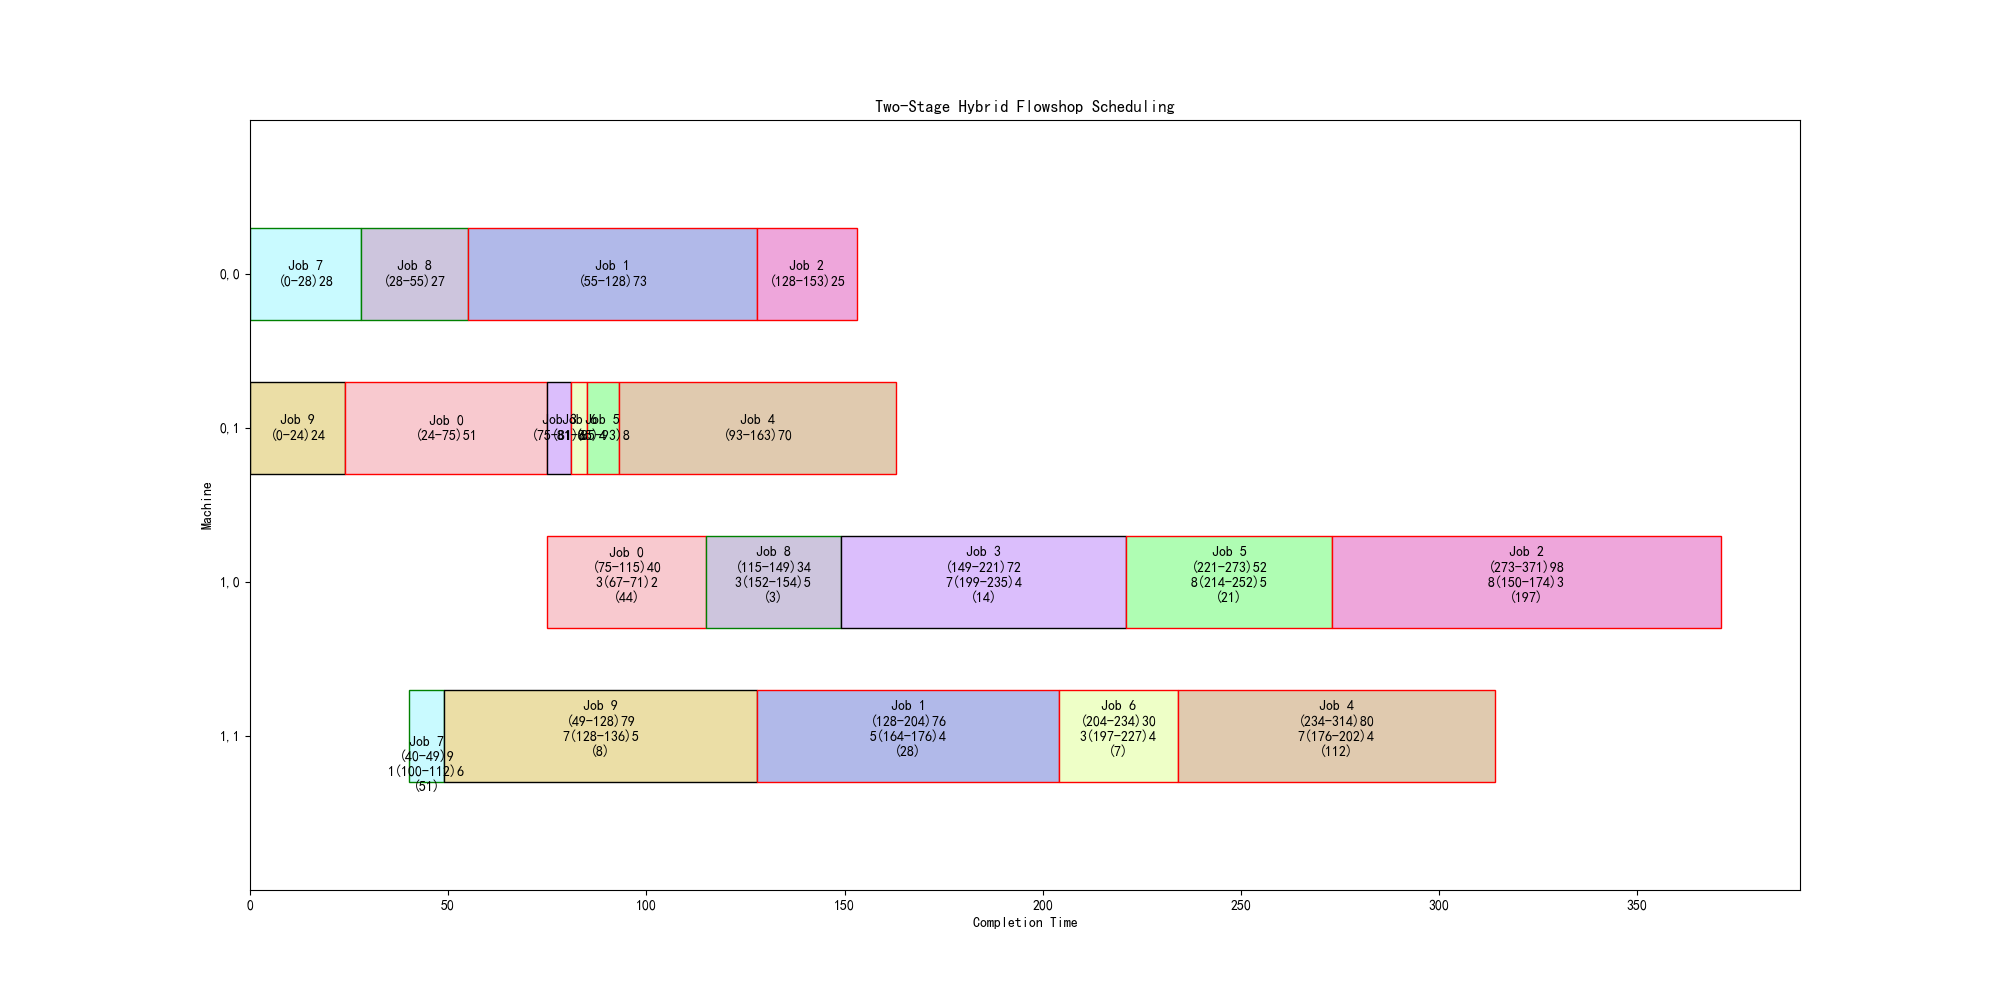 Two-Stage Hybrid Flowshop Scheduling
Machine
0,0
Job 7
(0-28)28
Job 8
(28-55)27
Job 1
(55-128)73
Job 2
(128-153)25
0,1
Job 9
(0-24)24
Job 0
(24-75)51
Job 5
Job 4
(93-163)70
1,0
Job 0
(75-115)40
3(67-71)2
(44)
Job 8
(115-149)34
3(152-154)5
(3)
Job 3
(149-221)72
7(199-235)4
(14)
Job 5
(221-273)52
8(214-252)5
(21)
Job 2
(273-371)98
8(150-174)3
(197)
1,1
Job 7
(40-49)9
1(100-112)6
(51)
Job 9
(49-128)79
7(128-136)5
(8)
Job 1
(128-204)76
5(164-176)4
(28)
Job 6
(204-234)30
3(197-227)4
(7)
Job 4
(234-314)80
7(176-202)4
(112)
0
50
100
150
200
250
300
350
Completion Time